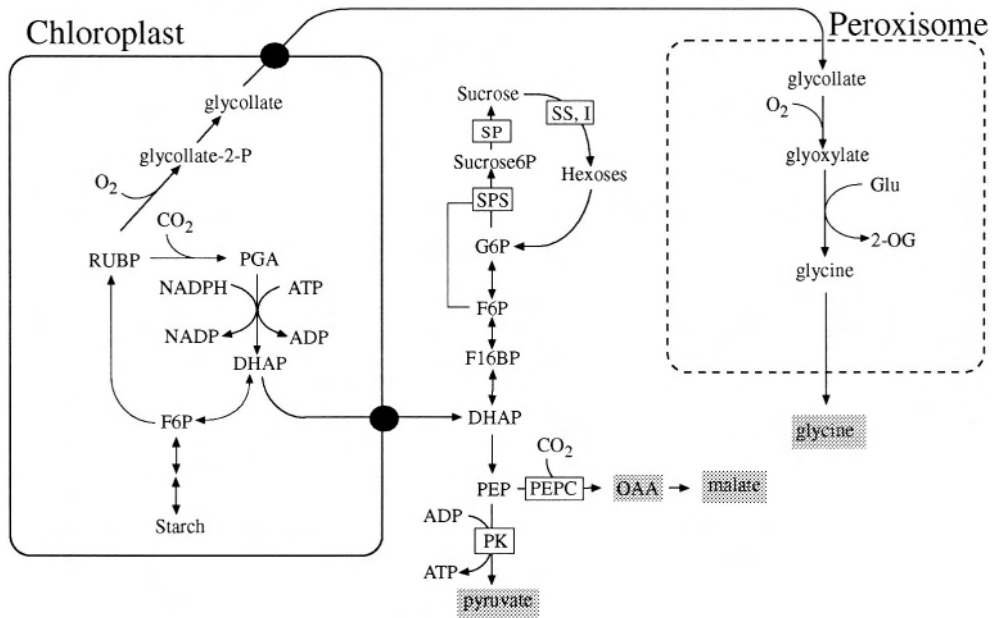 Chloroplast
Peroxisome
glycollate
glycollate-2-P
O2
CO2
RUBP
PGA
NADPH
ATP
NADP
ADP
DHAP
F6P
Starch
Sucrose
SS, I
SP
Sucrose6P
Hexoses
SPS
G6P
F6P
F16BP
DHAP
CO2
PEP
PEPC
OAA
malate
ADP
PK
ATP
pyruvate
glycollate
O2
glyoxylate
Glu
2-OG
glycine
glycine